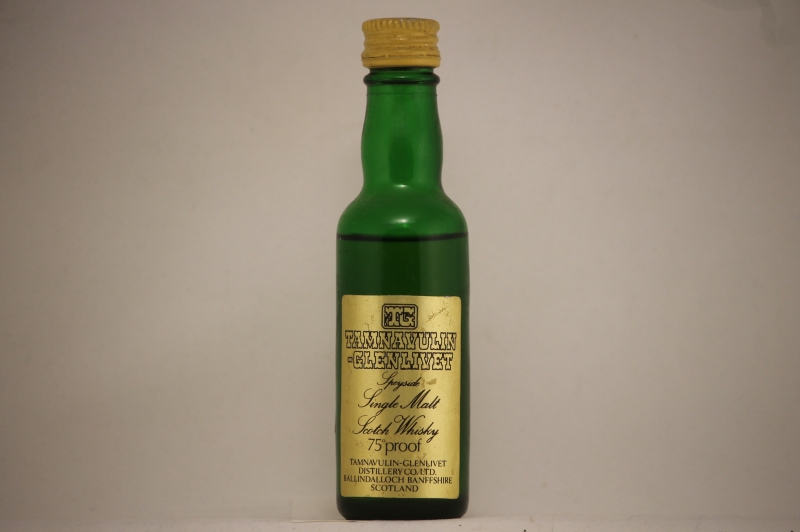 TG
TAMNAVULIN
-GLENLIVET
Speyside
Single Malt
Scotch Whisky
75° proof
TAMNAVULIN-GLENLIVET
DISTILLERY CO. LTD.
BALLINDALLOCH BANFFSHIRE
SCOTLAND